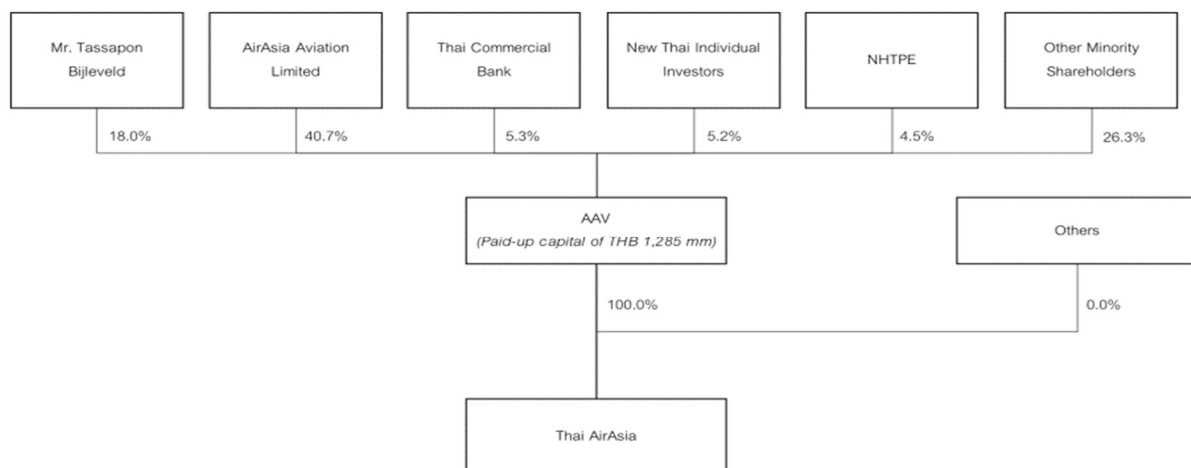 Mr. Tassapon
Bijleveld
AirAsia Aviation
Limited
Thai Commercial
Bank
New Thai Individual
Investors
NHTPE
Other Minority
Shareholders
18.0%
40.7%
5.3%
5.2%
4.5%
26.3%
AAV
(Paid-up capital of THB 1,285 mm)
Others
100.0%
0.0%
Thai AirAsia